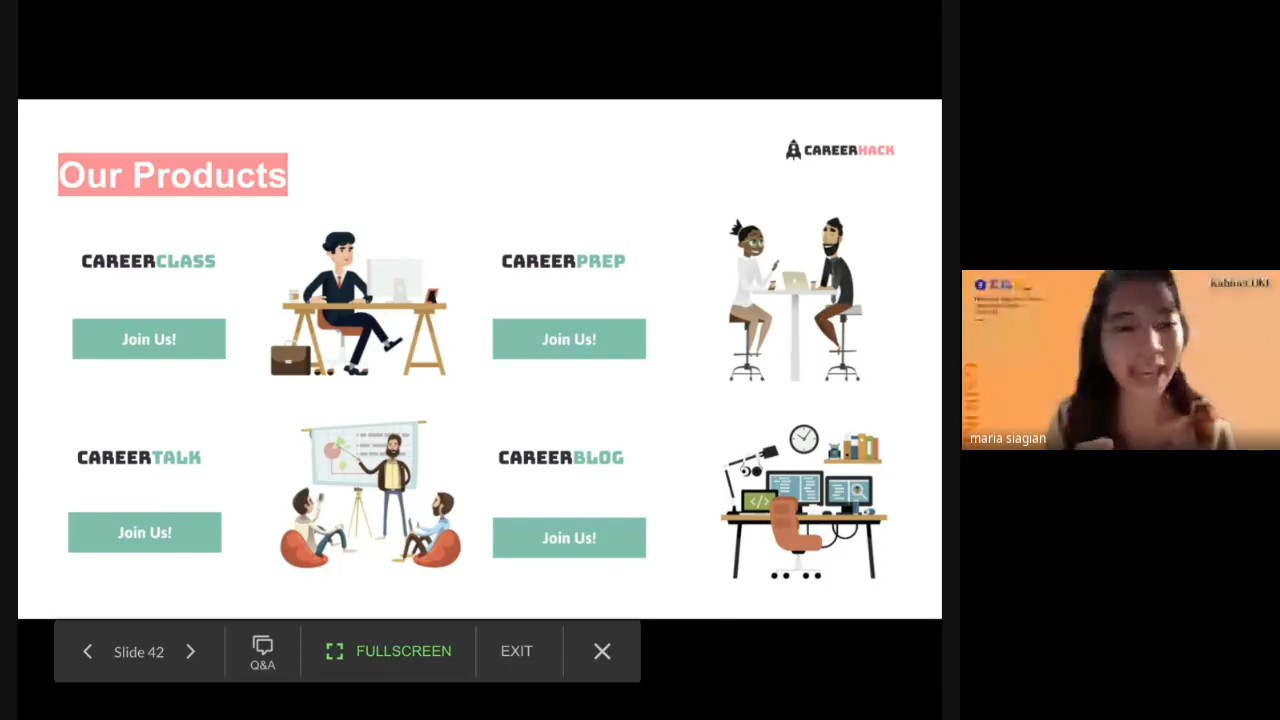 Our Products
CAREERHACK
CAREERCLASS
Join Us!
CAREERPREP
Join Us!
CAREERTALK
Join Us!
CAREERBLOG
Join Us!
</>
Slide 42
Q&A
FULLSCREEN
EXIT
maria siagian